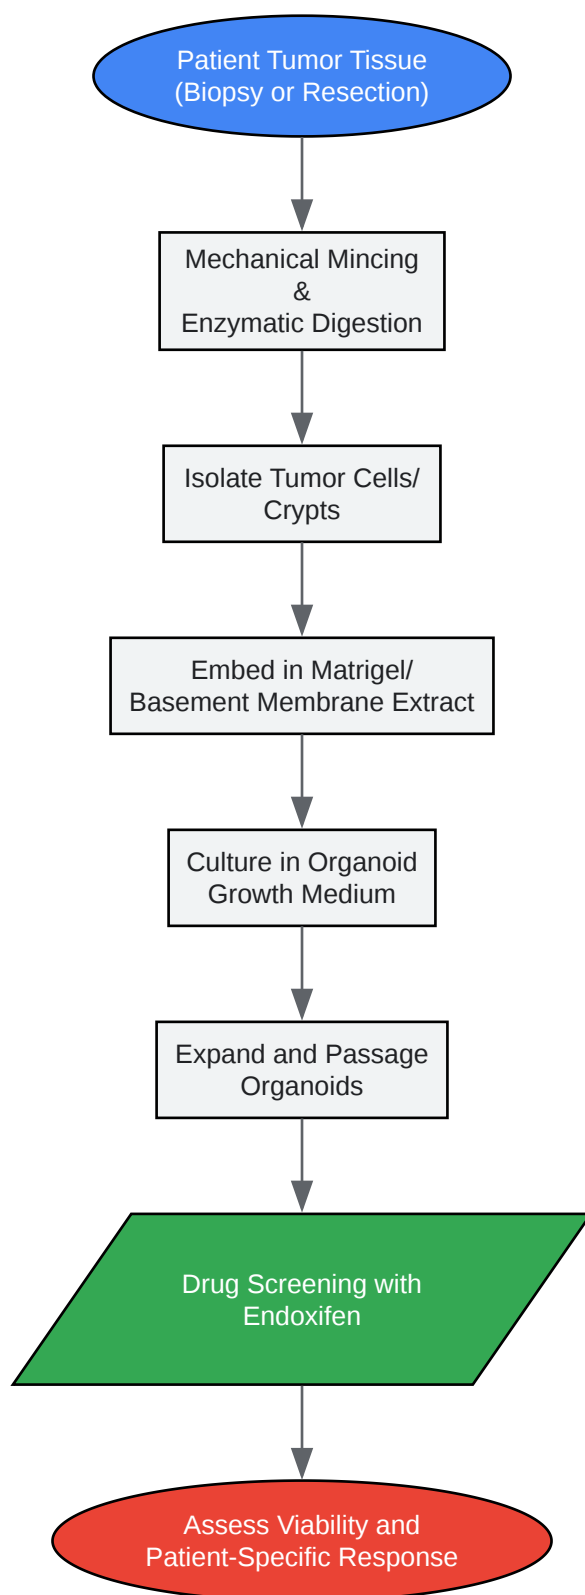 Patient Tumor Tissue
(Biopsy or Resection)
Mechanical Mincing
&
Enzymatic Digestion
Isolate Tumor Cells/
Crypts
Embed in Matrigel/
Basement Membrane Extract
Culture in Organoid
Growth Medium
Expand and Passage
Organoids
Drug Screening with
Endoxifen
Assess Viability and
Patient-Specific Response